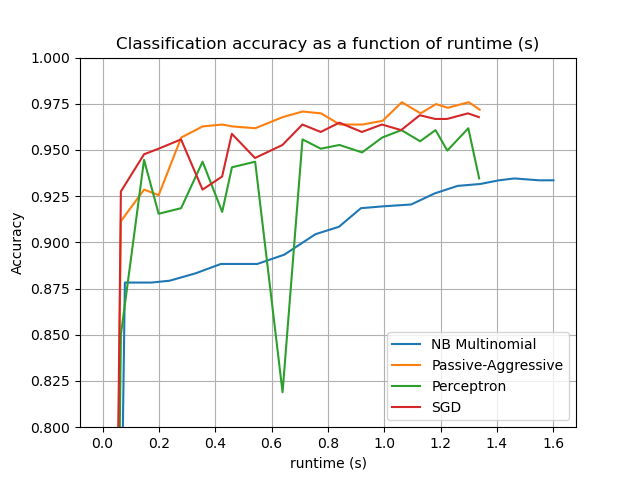 Classification accuracy as a function of runtime (s)
1.000
0.975
0.950
0.925
0.900
0.875
0.850
0.825
0.800
Accuracy
NB Multinomial
Passive-Aggressive
Perceptron
SGD
0.0 0.2 0.4 0.6 0.8 1.0 1.2 1.4 1.6
runtime (s)